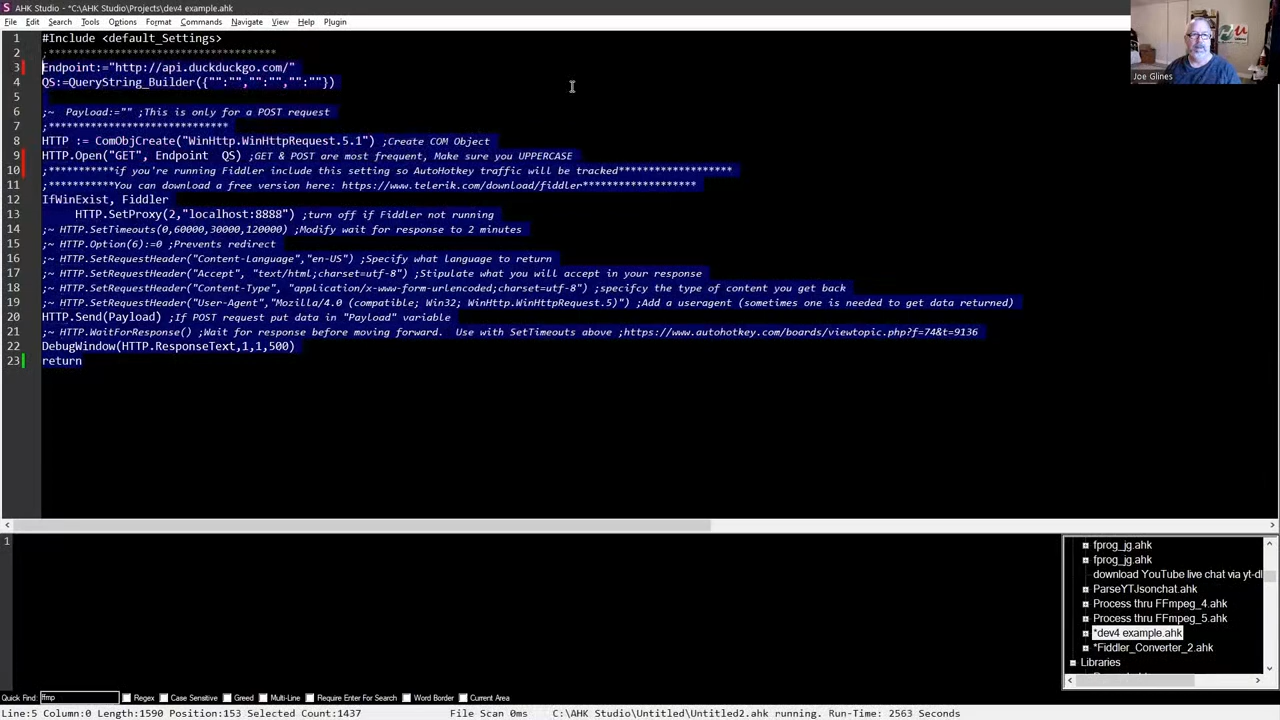 AHK Studio - *C:\AHK Studio\Projects\dev4 example.ahk
File Edit Search Tools Options Format Commands Navigate View Help Plugin
1 #Include <default_Settings>
2 ;**************************************
3 Endpoint:="http://api.duckduckgo.com/"
4 QS:=QueryString_Builder({"":"","":"","":""})
5
6 ;~ Payload:="" ;This is only for a POST request
7 ;******************************
8 HTTP := ComObjCreate("WinHttp.WinHttpRequest.5.1") ;Create COM Object
9 HTTP.Open("GET", Endpoint  QS) ;GET & POST are most frequent, Make sure you UPPERCASE
10 ;***********if you're running Fiddler include this setting so AutoHotkey traffic will be tracked*******************
11 ;***********You can download a free version here: https://www.telerik.com/download/fiddler*******************
12 IfWinExist, Fiddler
13 HTTP.SetProxy(2,"localhost:8888") ;turn off if Fiddler not running
14 ;~ HTTP.SetTimeouts(0,60000,30000,120000) ;Modify wait for response to 2 minutes
15 ;~ HTTP.Option(6):=0 ;Prevents redirect
16 ;~ HTTP.SetRequestHeader("Content-Language","en-US") ;Specify what language to return
17 ;~ HTTP.SetRequestHeader("Accept", "text/html;charset=utf-8") ;Stipulate what you will accept in your response
18 ;~ HTTP.SetRequestHeader("Content-Type", "application/x-www-form-urlencoded;charset=utf-8") ;specifcy the type of content you get back
19 ;~ HTTP.SetRequestHeader("User-Agent","Mozilla/4.0 (compatible; Win32; WinHttp.WinHttpRequest.5)") ;Add a useragent (sometimes one is needed to get data returned)
20 HTTP.Send(Payload) ;If POST request put data in "Payload" variable
21 ;~ HTTP.WaitForResponse() ;Wait for response before moving forward.  Use with SetTimeouts above ;https://www.autohotkey.com/boards/viewtopic.php?f=74&t=9136
22 DebugWindow(HTTP.ResponseText,1,1,500)
23 return
Joe Glines
1
fprog_jg.ahk
fprog_jg.ahk
download YouTube live chat via yt-dl
ParseYTJsonchat.ahk
Process thru FFmpeg_4.ahk
Process thru FFmpeg_5.ahk
*dev4 example.ahk
*Fiddler_Converter_2.ahk
Libraries
Quick Find: ffmp Regex Case Sensitive Greed Multi-Line Require Enter For Search Word Border Current Area
Line:5 Column:0 Length:1590 Position:153 Selected Count:1437 File Scan 0ms C:\AHK Studio\Untitled\Untitled2.ahk running. Run-Time: 2563 Seconds